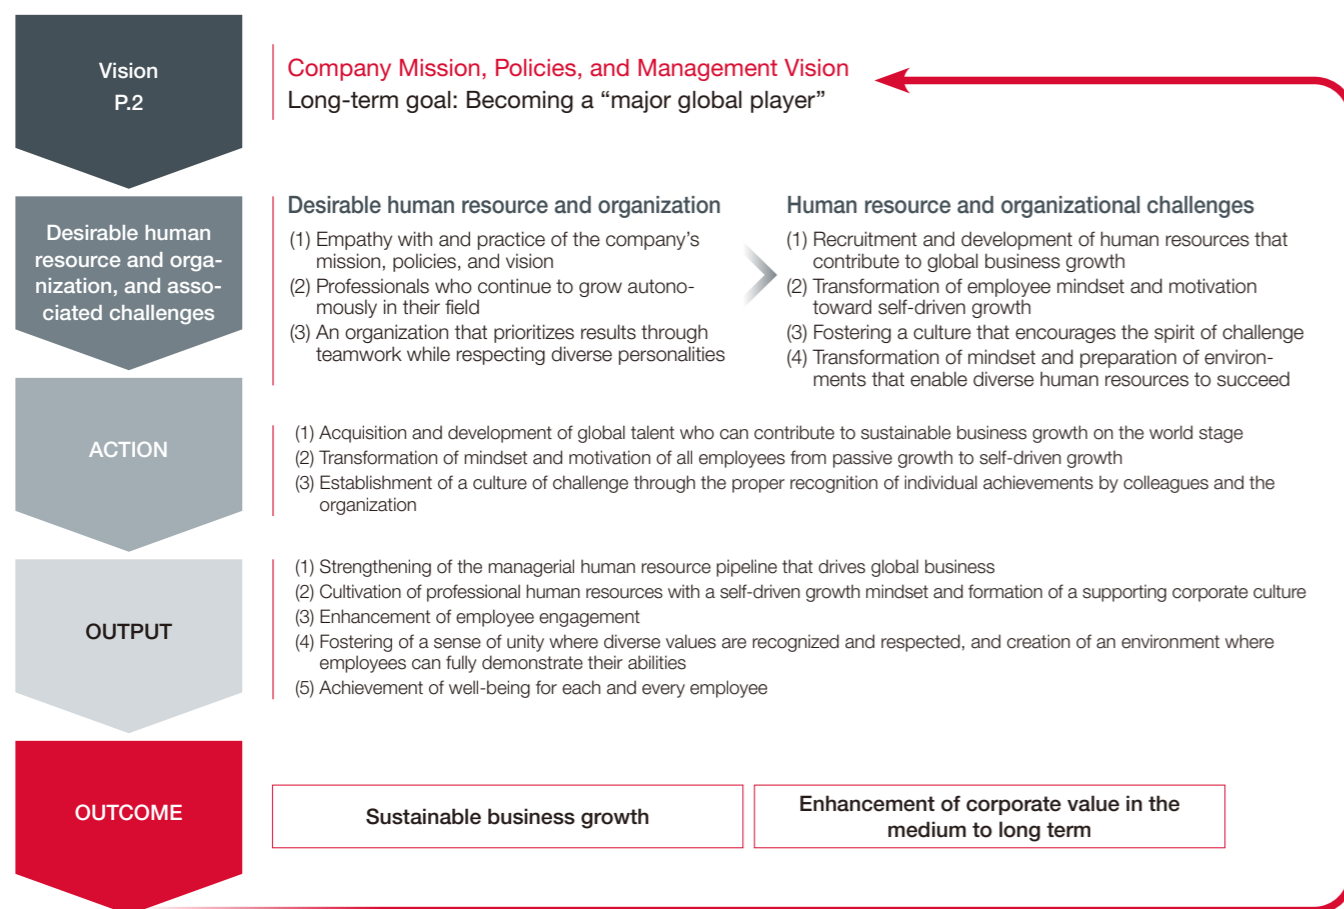 Vision
P.2
Company Mission, Policies, and Management Vision
Long-term goal: Becoming a “major global player”
Desirable human
resource and orga-
nization, and asso-
ciated challenges
Desirable human resource and organization
(1) Empathy with and practice of the company’s
mission, policies, and vision
(2) Professionals who continue to grow autono-
mously in their field
(3) An organization that prioritizes results through
teamwork while respecting diverse personalities
Human resource and organizational challenges
(1) Recruitment and development of human resources that
contribute to global business growth
(2) Transformation of employee mindset and motivation
toward self-driven growth
(3) Fostering a culture that encourages the spirit of challenge
(4) Transformation of mindset and preparation of environ-
ments that enable diverse human resources to succeed
ACTION
(1) Acquisition and development of global talent who can contribute to sustainable business growth on the world stage
(2) Transformation of mindset and motivation of all employees from passive growth to self-driven growth
(3) Establishment of a culture of challenge through the proper recognition of individual achievements by colleagues and the
organization
OUTPUT
(1) Strengthening of the managerial human resource pipeline that drives global business
(2) Cultivation of professional human resources with a self-driven growth mindset and formation of a supporting corporate culture
(3) Enhancement of employee engagement
(4) Fostering of a sense of unity where diverse values are recognized and respected, and creation of an environment where
employees can fully demonstrate their abilities
(5) Achievement of well-being for each and every employee
OUTCOME
Sustainable business growth
Enhancement of corporate value in the
medium to long term